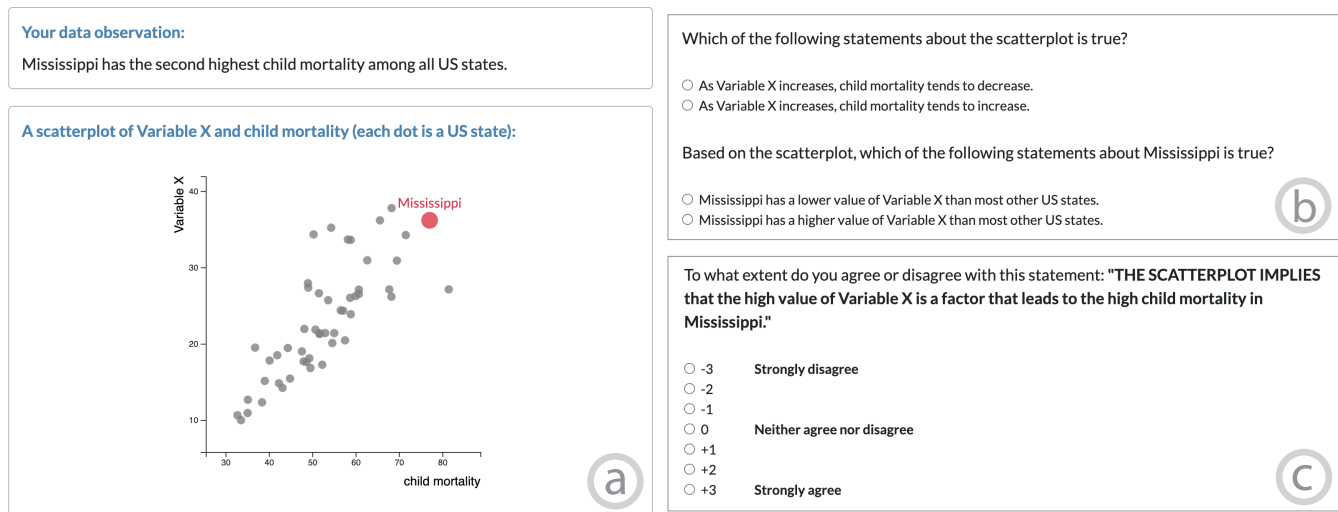 Your data observation:
Mississippi has the second highest child mortality among all US states.
A scatterplot of Variable X and child mortality (each dot is a US state):
Variable X
40
30
20
10
Mississippi
30 40 50 60 70 80
child mortality
a
Which of the following statements about the scatterplot is true?
As Variable X increases, child mortality tends to decrease.
As Variable X increases, child mortality tends to increase.
Based on the scatterplot, which of the following statements about Mississippi is true?
Mississippi has a lower value of Variable X than most other US states.
Mississippi has a higher value of Variable X than most other US states.
b
To what extent do you agree or disagree with this statement: "THE SCATTERPLOT IMPLIES
that the high value of Variable X is a factor that leads to the high child mortality in
Mississippi."
-3 Strongly disagree
-2
-1
0 Neither agree nor disagree
+1
+2
+3 Strongly agree
c